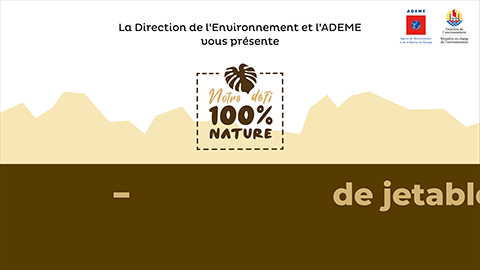 La Direction de l'Environnement et l'ADEME
vous présente
ADEME
Agence de l'Environnement
et de la Maîtrise de l'Energie
Direction de
l'environnement
Ministère en charge
de l'environnement
Notre défi
100%
NATURE
– de jetable